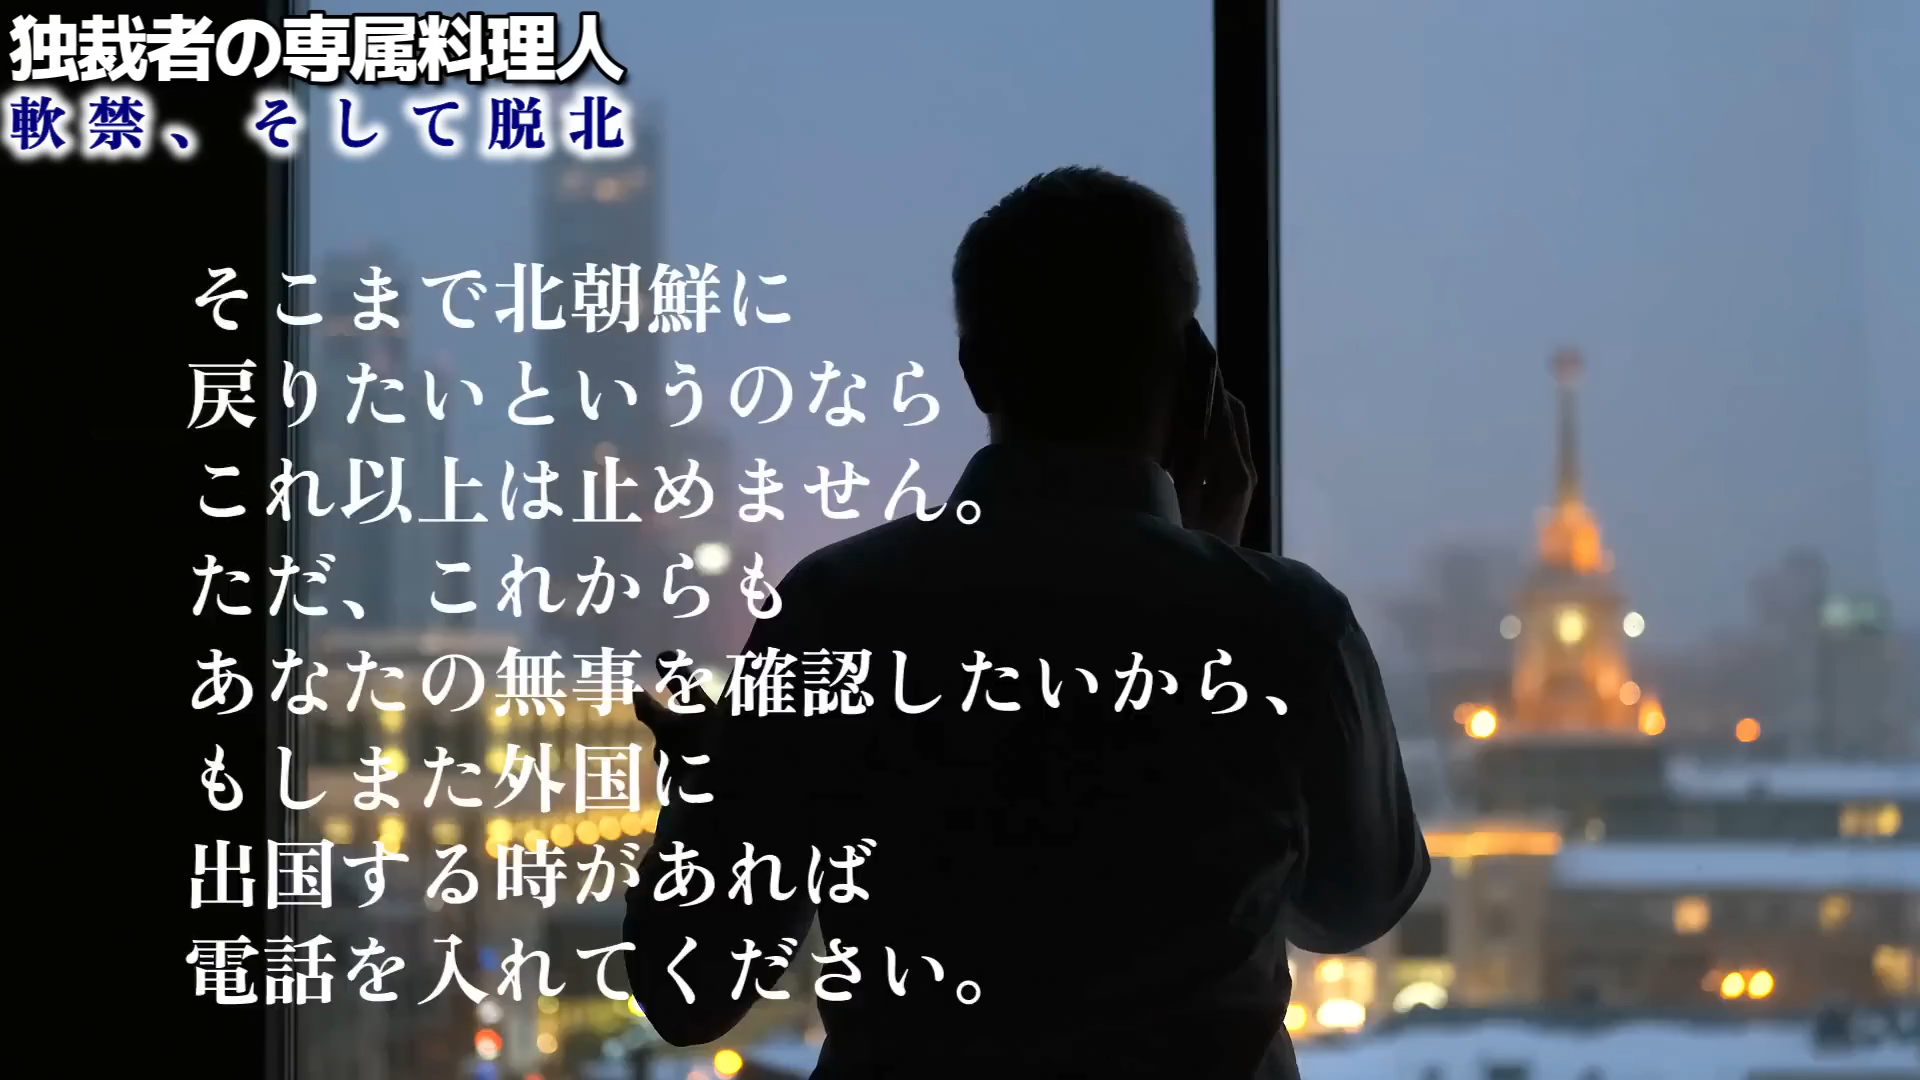 独裁者の専属料理人
軟禁、そして脱北
そこまで北朝鮮に
戻りたいというのなら
これ以上は止めません。
ただ、これからも
あなたの無事を確認したいから、
もしまた外国に
出国する時があれば
電話を入れてください。